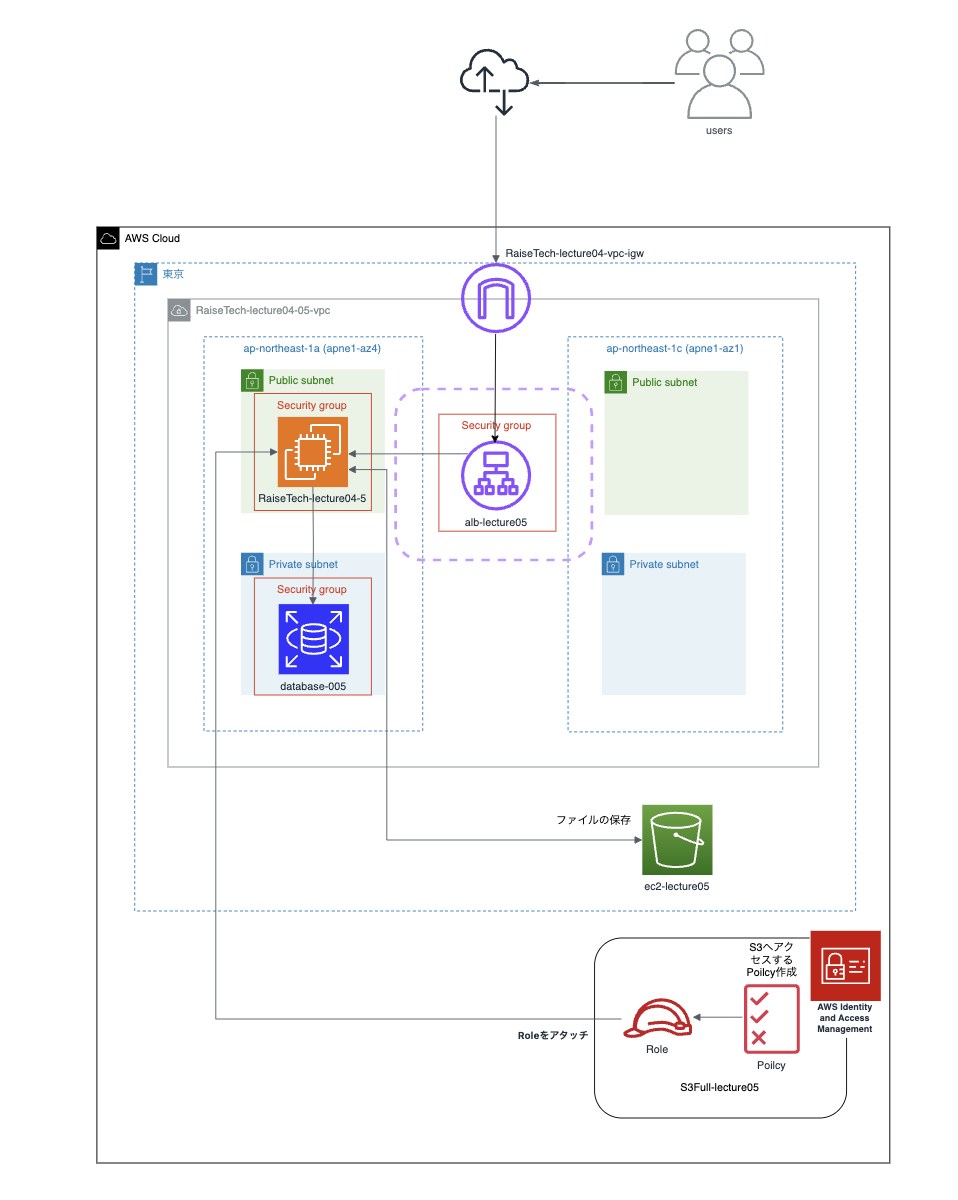 users
AWS Cloud
RaiseTech-lecture04-vpc-igw
東京
RaiseTech-lecture04-05-vpc
ap-northeast-1a (apne1-az4)
ap-northeast-1c (apne1-az1)
Public subnet
Public subnet
Security group
Security group
RaiseTech-lecture04-5
alb-lecture05
Private subnet
Private subnet
Security group
database-005
ファイルの保存
ec2-lecture05
S3へアク
セスする
Poilcy作成
AWS Identity
and Access
Management
Roleをアタッチ
Role
Poilcy
S3Full-lecture05